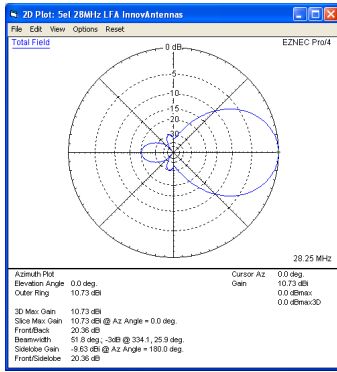 2D Plot: 5el 28MHz LFA InnovAntennas
File Edit View Options Reset
Total Field
EZNEC Pro/4
0 dB
-5
-10
-15
-20
-30
28.25 MHz
Azimuth Plot
Elevation Angle 0.0 deg.
Outer Ring 10.73 dBi
Cursor Az 0.0 deg.
Gain 10.73 dBi
0.0 dBmax
0.0 dBmax3D
3D Max Gain 10.73 dBi
Slice Max Gain 10.73 dBi @ Az Angle = 0.0 deg.
Front/Back 20.36 dB
Beamwidth 51.8 deg.; -3dB @ 334.1, 25.9 deg.
Sidelobe Gain -9.63 dBi @ Az Angle = 180.0 deg.
Front/Sidelobe 20.36 dB